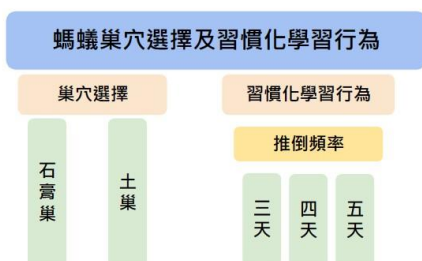 螞蟻巢穴選擇及習慣化學習行為
巢穴選擇
習慣化學習行為
推倒頻率
石膏巢
土巢
三天
四天
五天